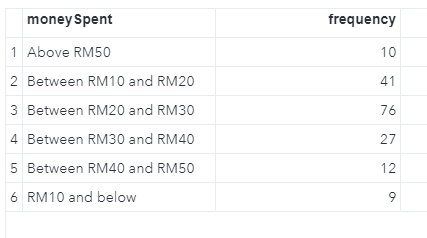 moneySpent frequency
1 Above RM50 10
2 Between RM10 and RM20 41
3 Between RM20 and RM30 76
4 Between RM30 and RM40 27
5 Between RM40 and RM50 12
6 RM10 and below 9